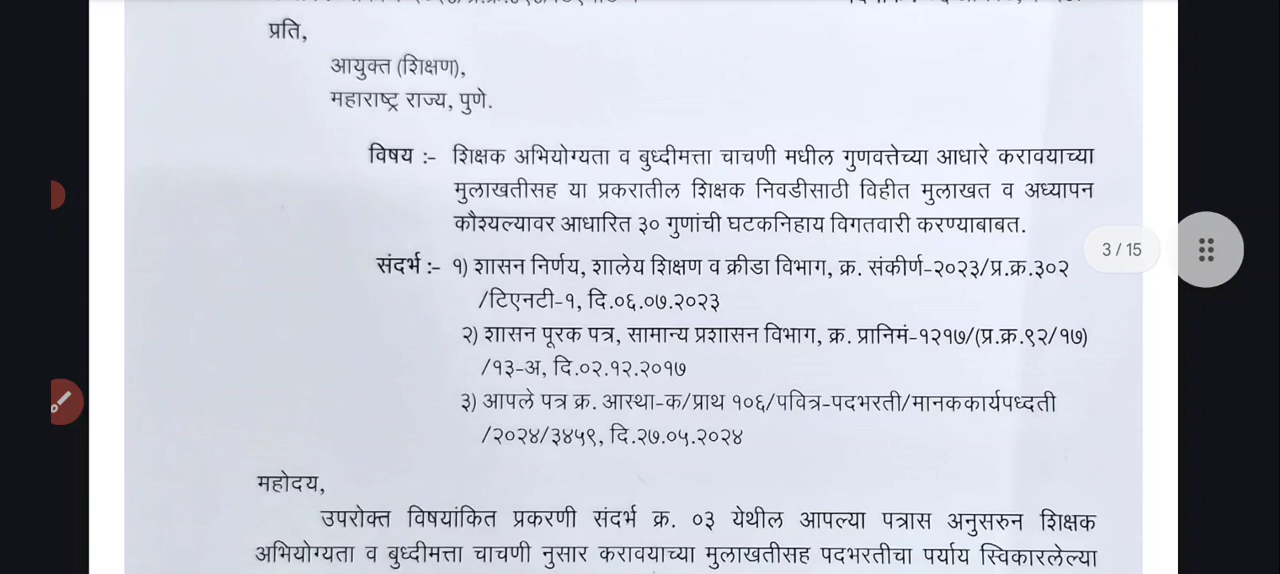 प्रति,
आयुक्त (शिक्षण),
महाराष्ट्र राज्य, पुणे.
विषय :- शिक्षक अभियोग्यता व बुध्दीमत्ता चाचणी मधील गुणवत्तेच्या आधारे करावयाच्या
मुलाखतीसह या प्रकरातील शिक्षक निवडीसाठी विहीत मुलाखत व अध्यापन
कौश्यल्यावर आधारित ३० गुणांची घटकनिहाय विगतवारी करण्याबाबत.
संदर्भ :- १) शासन निर्णय, शालेय शिक्षण व क्रीडा विभाग, क्र. संकीर्ण-२०२३/प्र.क्र.३०२
/टिएनटी-१, दि.०६.०७.२०२३
२) शासन पूरक पत्र, सामान्य प्रशासन विभाग, क्र. प्रानिमं-१२१७/(प्र.क्र.९२/१७)
/१३-अ, दि.०२.१२.२०१७
३) आपले पत्र क्र. आस्था-क/प्राथ १०६/पवित्र-पदभरती/मानककार्यपध्दती
/२०२४/३४५९, दि.२७.०५.२०२४
3 / 15
महोदय,
उपरोक्त विषयांकित प्रकरणी संदर्भ क्र. ०३ येथील आपल्या पत्रास अनुसरुन शिक्षक
अभियोग्यता व बुध्दीमत्ता चाचणी नुसार करावयाच्या मुलाखतीसह पदभरतीचा पर्याय स्विकारलेल्या